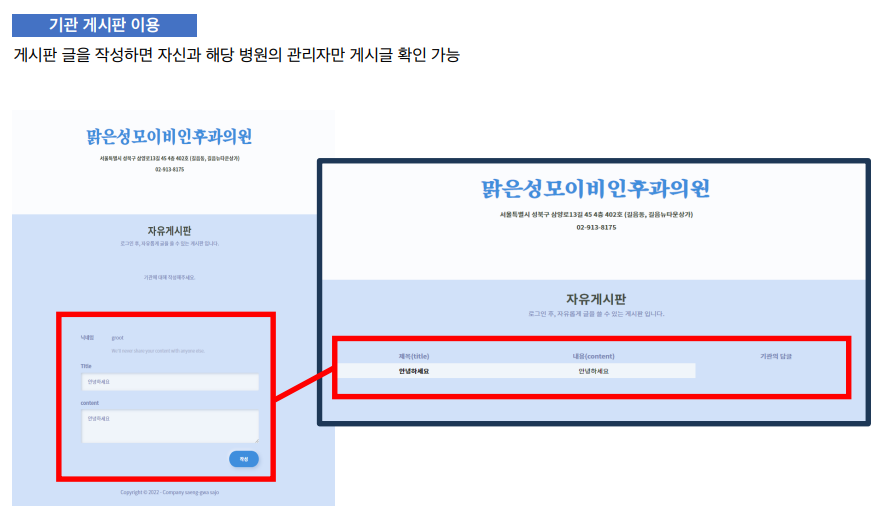 기관 게시판 이용
게시판 글을 작성하면 자신과 해당 병원의 관리자만 게시글 확인 가능
맑은성모이비인후과의원
서울특별시 성북구 삼양로13길 45 4층 402호 (길음동, 길음뉴타운상가)
02-913-8175
자유게시판
로그인 후, 자유롭게 글을 쓸 수 있는 게시판 입니다.
기관에 대해 작성해주세요.
닉네임 groot
We'll never share your content with anyone else.
Title
안녕하세요
content
안녕하세요
작성
Copyright © 2022 - Company
맑은성모이비인후과의원
서울특별시 성북구 삼양로13길 45 4층 402호 (길음동, 길음뉴타운상가)
02-913-8175
자유게시판
로그인 후, 자유롭게 글을 쓸 수 있는 게시판 입니다.
제목(title) 내용(content) 기관의 답글
안녕하세요 안녕하세요